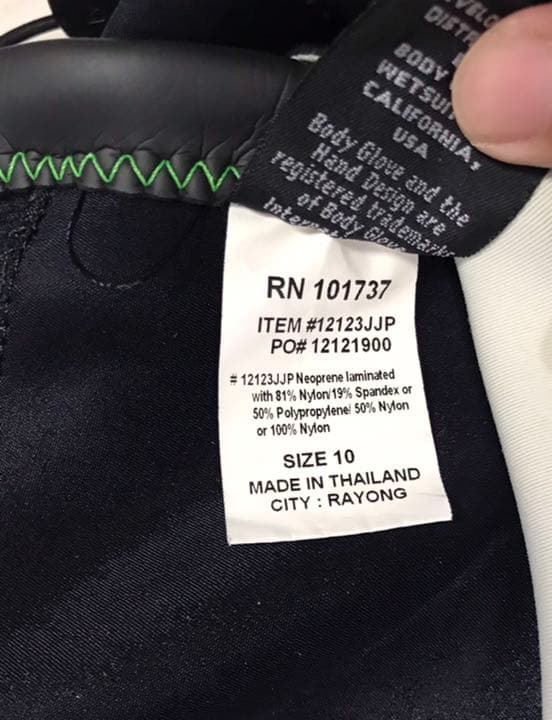 BODY
WETSUI
CALIFORNIA,
USA
Body Glove and the
Hand Design are
registered trademark
of Body Glove
RN 101737
ITEM #12123JJP
PO# 12121900
# 12123JJP Neoprene laminated
with 81% Nylon/19% Spandex or
50% Polypropylene/ 50% Nylon
or 100% Nylon
SIZE 10
MADE IN THAILAND
CITY : RAYONG